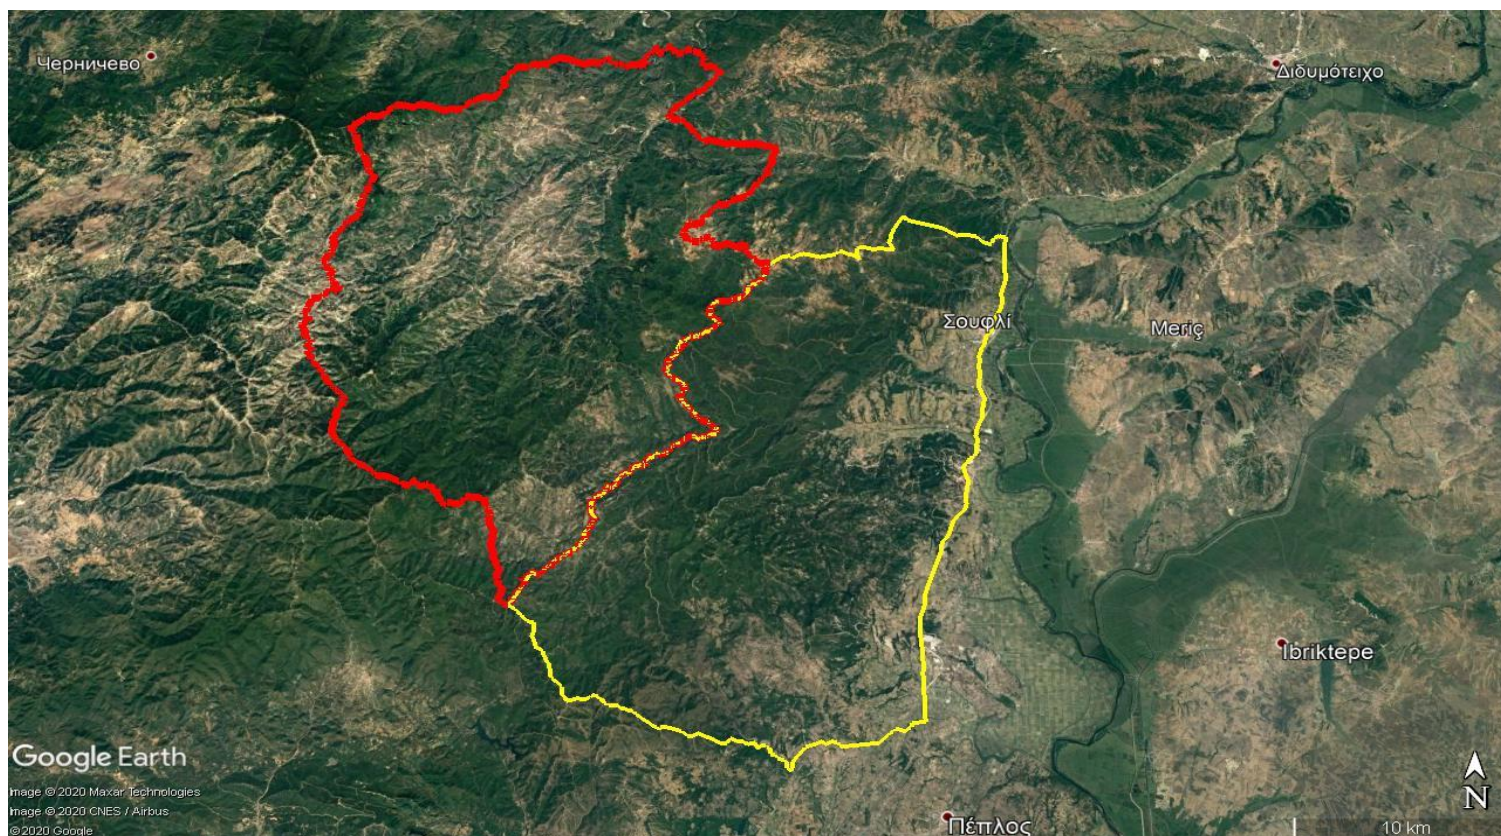 Черничево
Διδυμότειχο
Σουφλί
Meriç
Ibriktepe
Google Earth
Image © 2020 Maxar Technologies
Image © 2020 CNES / Airbus
© 2020 Google
Πέπλος
N
10 km